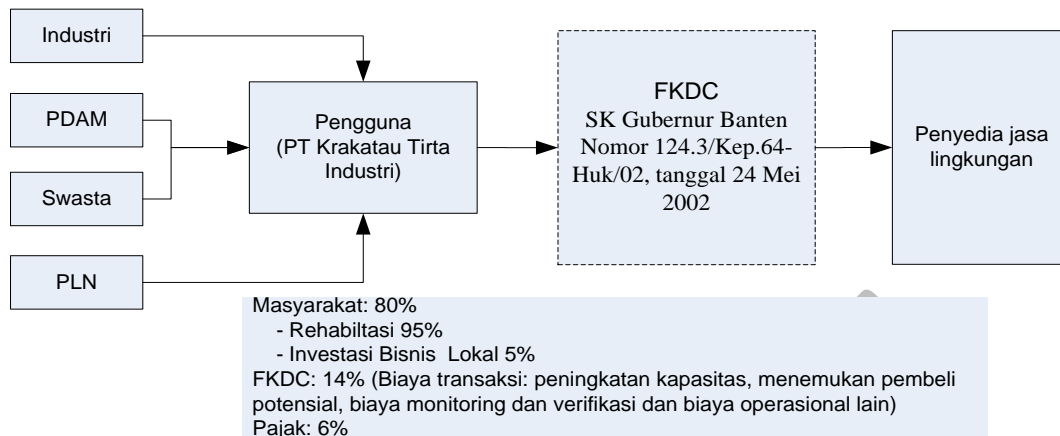 Industri
PDAM
Swasta
PLN
Pengguna
(PT Krakatau Tirta
Industri)
FKDC
SK Gubernur Banten
Nomor 124.3/Kep.64-
Huk/02, tanggal 24 Mei
2002
Penyedia jasa
lingkungan
Masyarakat: 80%
- Rehabiltasi 95%
- Investasi Bisnis Lokal 5%
FKDC: 14% (Biaya transaksi: peningkatan kapasitas, menemukan pembeli
potensial, biaya monitoring dan verifikasi dan biaya operasional lain)
Pajak: 6%